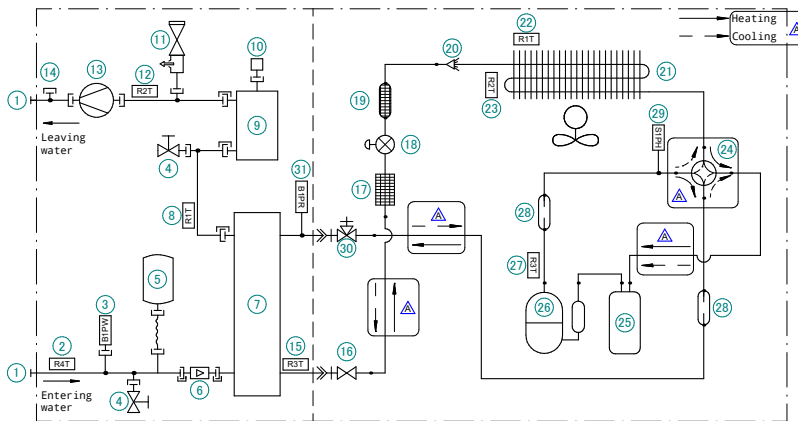 22
Heating
A
Cooling
11
10
R1T
20
14
13
12
R2T
19
R2T
21
1
23
9
29
Leaving
water
18
S1PH
24
4
31
17
A
28
B1PR
A
A
8
R1T
30
27
R3T
5
26
3
7
A
25
28
B1PW
2
15
16
R4T
R3T
1
6
Entering
water
4